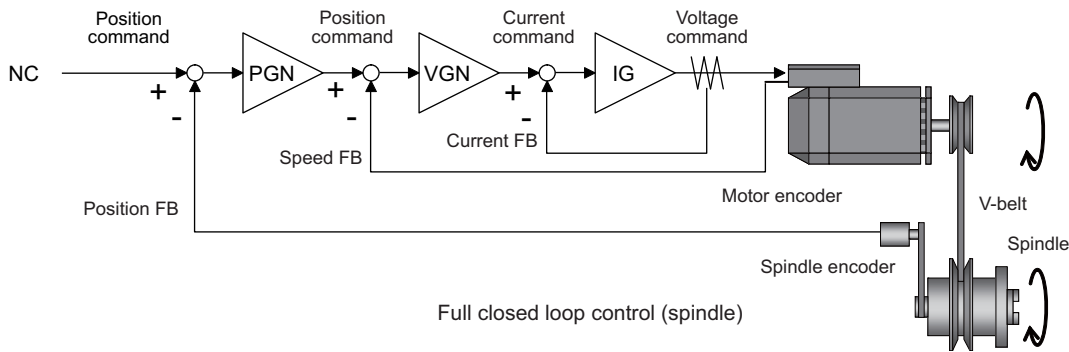 Position
command
Position
command
Current
command
Voltage
command
NC
PGN
VGN
IG
+
-
+
-
+
-
Current FB
Speed FB
Motor encoder
Position FB
V-belt
Spindle encoder
Spindle
Full closed loop control (spindle)